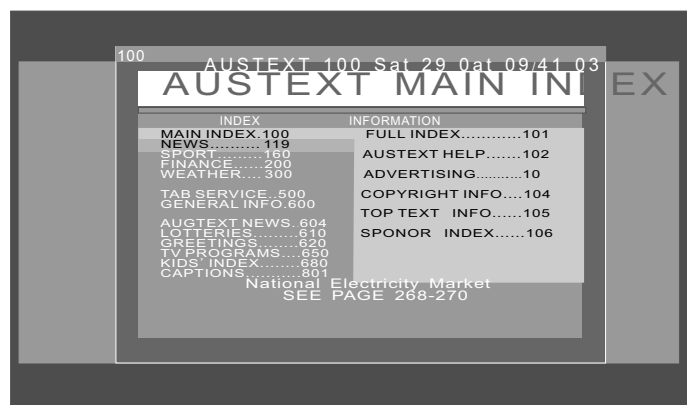 100
AUSTEXT 100 Sat 29 0at 09/41 03
AUSTEXT MAIN INDEX
INDEX
MAIN INDEX.100
NEWS.......... 119
SPORT.........160
FINANCE.......200
WEATHER.... 300
TAB SERVICE..500
GENERAL INFO.600
AUGTEXT NEWS. 604
LOTTERIES.........610
GREETINGS........620
TV PROGRAMS....650
KIDS' INDEX........680
CAPTIONS...........801
INFORMATION
FULL INDEX...........101
AUSTEXT HELP......102
ADVERTISING...........10
COPYRIGHT INFO....104
TOP TEXT INFO......105
SPONOR INDEX......106
National Electricity Market
SEE PAGE 268-270